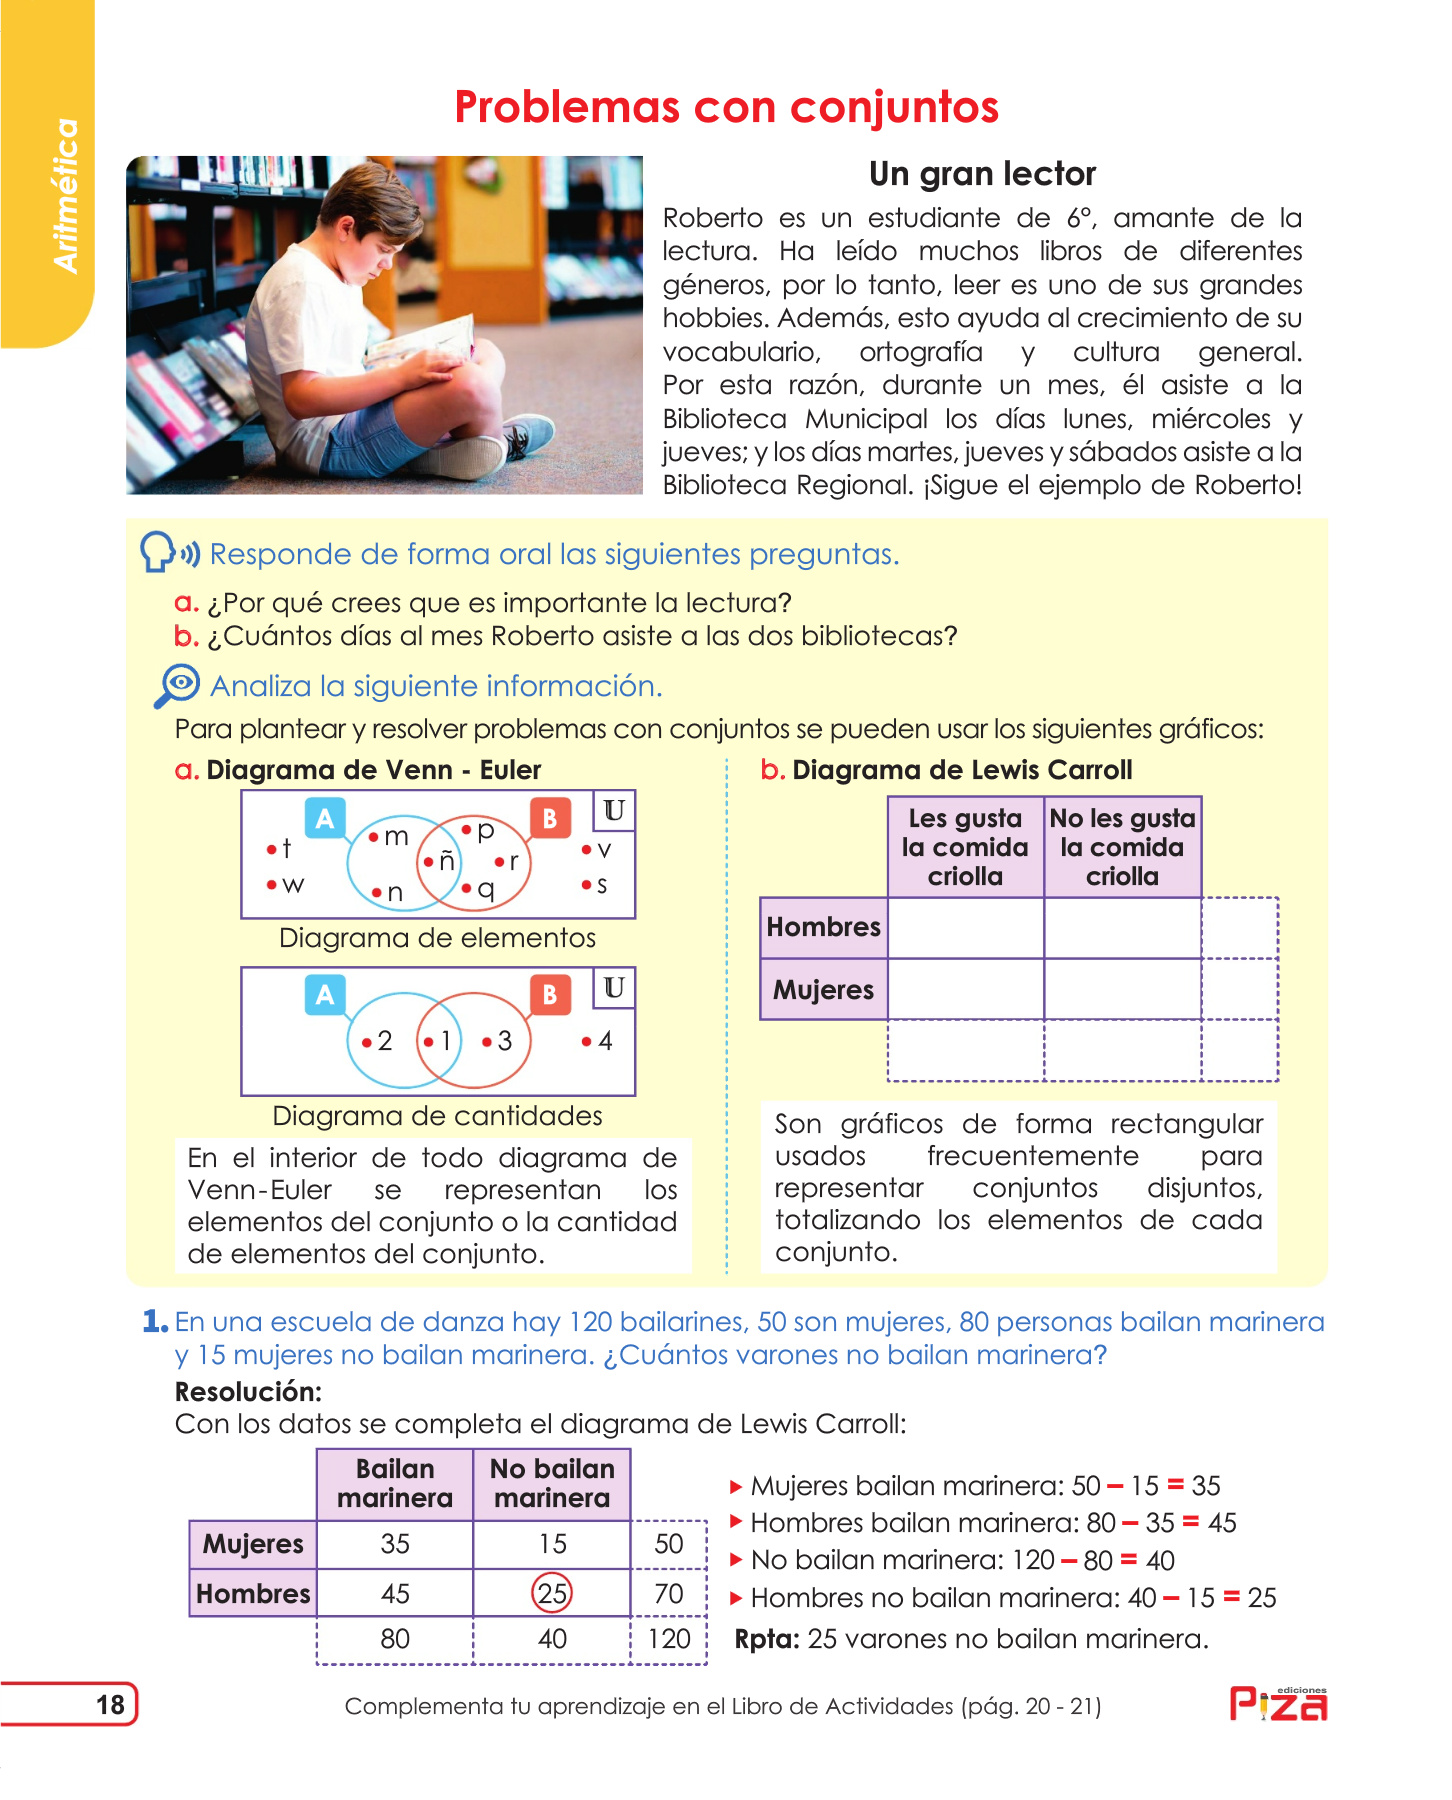 Aritmética
Problemas con conjuntos
Un gran lector
Roberto es un estudiante de 6°, amante de la
lectura. Ha leído muchos libros de diferentes
géneros, por lo tanto, leer es uno de sus grandes
hobbies. Además, esto ayuda al crecimiento de su
vocabulario, ortografía y cultura general.
Por esta razón, durante un mes, él asiste a la
Biblioteca Municipal los días lunes, miércoles y
jueves; y los días martes, jueves y sábados asiste a la
Biblioteca Regional. ¡Sigue el ejemplo de Roberto!
Responde de forma oral las siguientes preguntas.
a. ¿Por qué crees que es importante la lectura?
b. ¿Cuántos días al mes Roberto asiste a las dos bibliotecas?
Analiza la siguiente información.
Para plantear y resolver problemas con conjuntos se pueden usar los siguientes gráficos:
a. Diagrama de Venn - Euler
A B U
• t • m • p • v
• ñ • r
• w • n • q • s
Diagrama de elementos
A B U
• 2 • 1 • 3 • 4
Diagrama de cantidades
En el interior de todo diagrama de
Venn-Euler se representan los
elementos del conjunto o la cantidad
de elementos del conjunto.
b. Diagrama de Lewis Carroll
Les gusta
la comida
criolla
No les gusta
la comida
criolla
Hombres
Mujeres
Son gráficos de forma rectangular
usados frecuentemente para
representar conjuntos disjuntos,
totalizando los elementos de cada
conjunto.
1. En una escuela de danza hay 120 bailarines, 50 son mujeres, 80 personas bailan marinera
y 15 mujeres no bailan marinera. ¿Cuántos varones no bailan marinera?
Resolución:
Con los datos se completa el diagrama de Lewis Carroll:
Bailan
marinera
No bailan
marinera
Mujeres 35 15 50
Hombres 45 25 70
80 40 120
▶ Mujeres bailan marinera: 50 – 15 = 35
▶ Hombres bailan marinera: 80 – 35 = 45
▶ No bailan marinera: 120 – 80 = 40
▶ Hombres no bailan marinera: 40 – 15 = 25
Rpta: 25 varones no bailan marinera.
18
Complementa tu aprendizaje en el Libro de Actividades (pág. 20 - 21)
ediciones
Piza